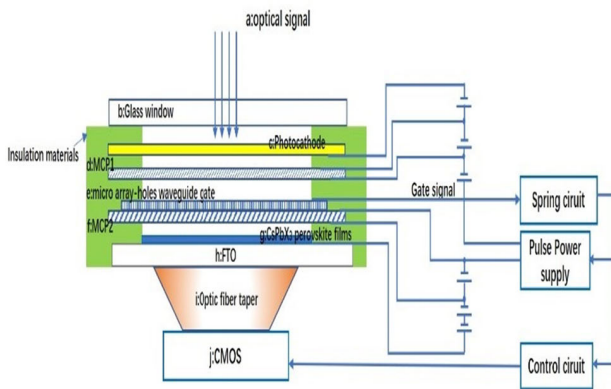 a:optical signal
b:Glass window
c:Photocathode
Insulation materials
d:MCP1
e:micro array-holes waveguide gate
Gate signal
Spring ciruit
f:MCP2
g:CsPbX₃ perovskite films
Pulse Power
supply
h:FTO
i:Optic fiber taper
j:CMOS
Control ciruit